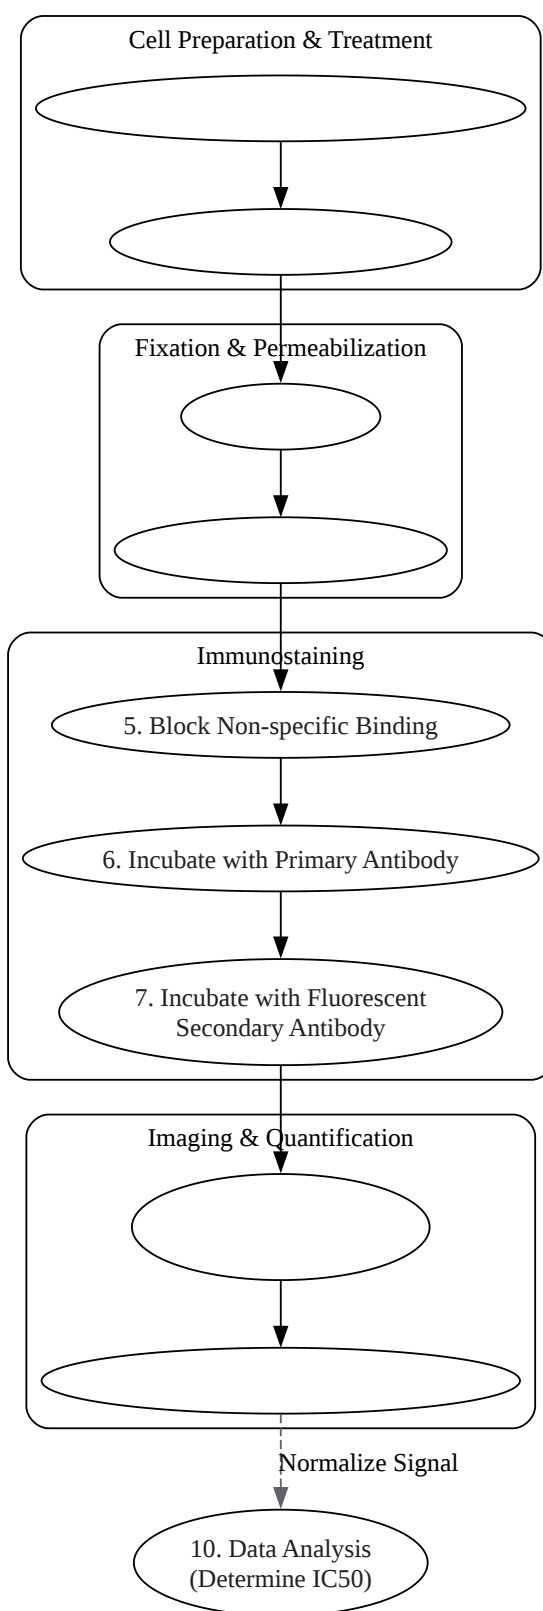 Cell Preparation & Treatment
Fixation & Permeabilization
Immunostaining
5. Block Non-specific Binding
6. Incubate with Primary Antibody
7. Incubate with Fluorescent
Secondary Antibody
Imaging & Quantification
Normalize Signal
10. Data Analysis
(Determine IC50)